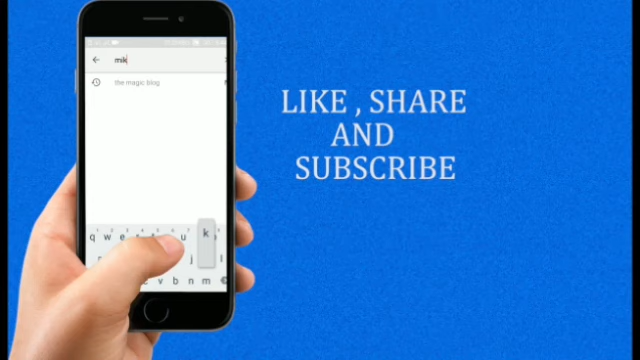 mik
the magic blog
LIKE , SHARE
AND
SUBSCRIBE
q w e u
k
j l
v b n m